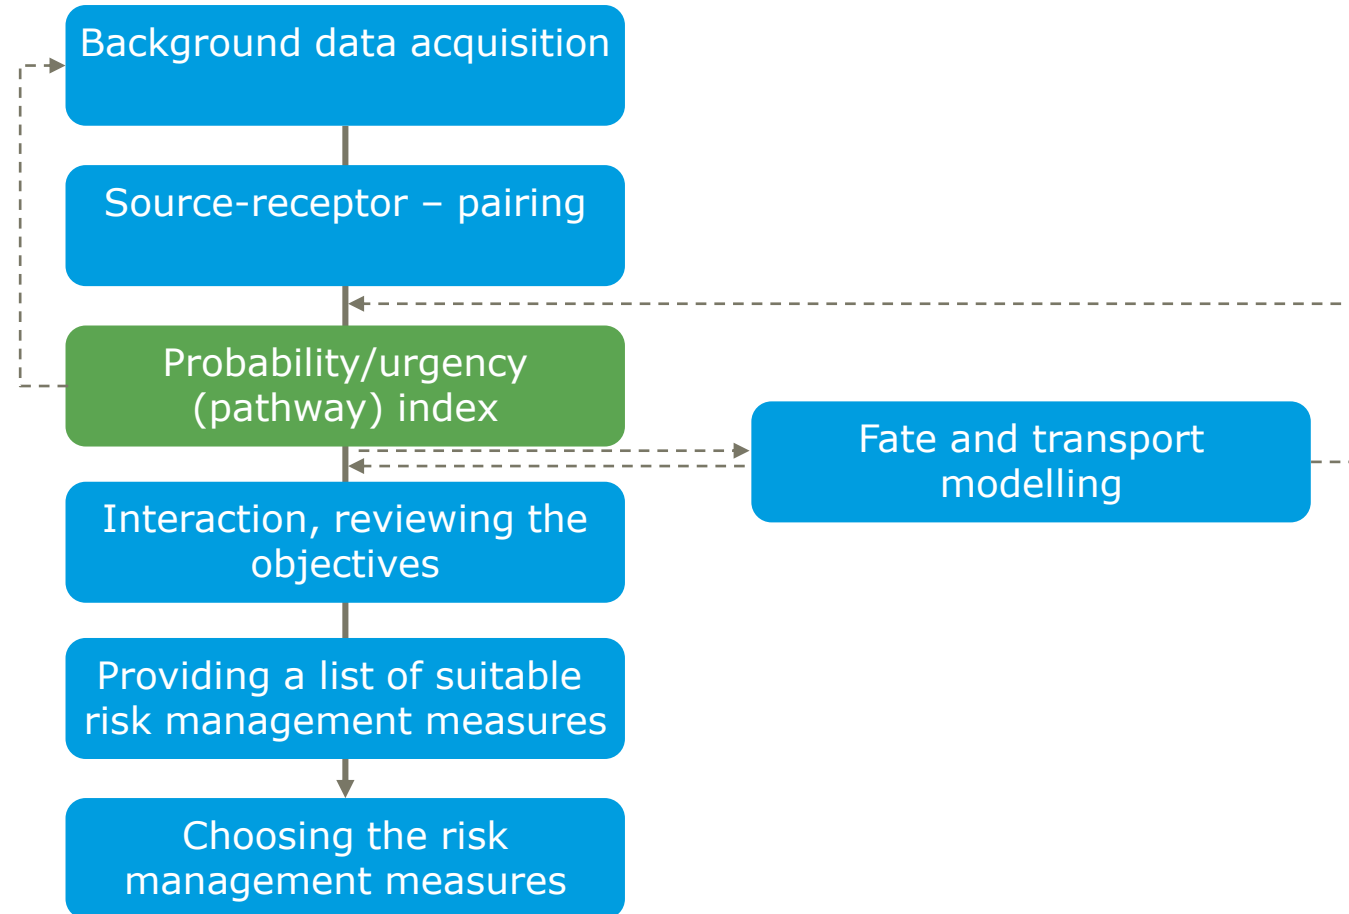 Background data acquisition
Source-receptor – pairing
Probability/urgency
(pathway) index
Fate and transport
modelling
Interaction, reviewing the
objectives
Providing a list of suitable
risk management measures
Choosing the risk
management measures